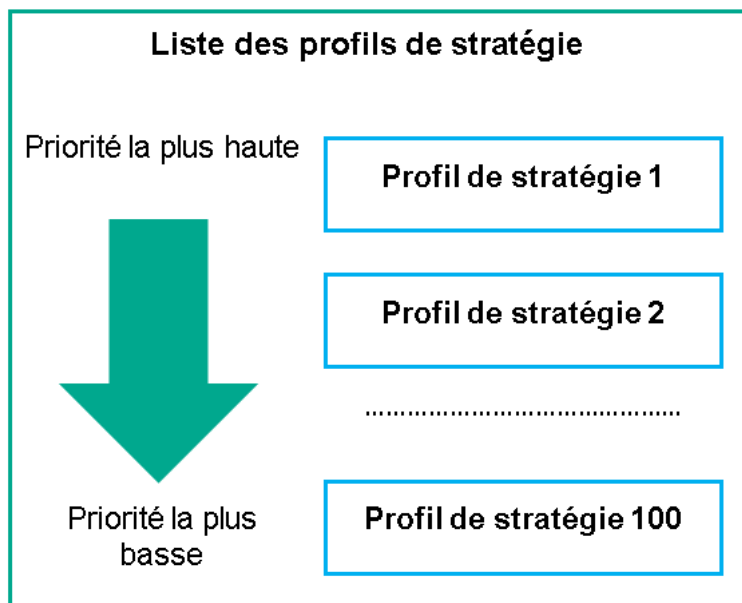 Liste des profils de stratégie
Priorité la plus haute
Profil de stratégie 1
Profil de stratégie 2
................................................
Priorité la plus
basse
Profil de stratégie 100